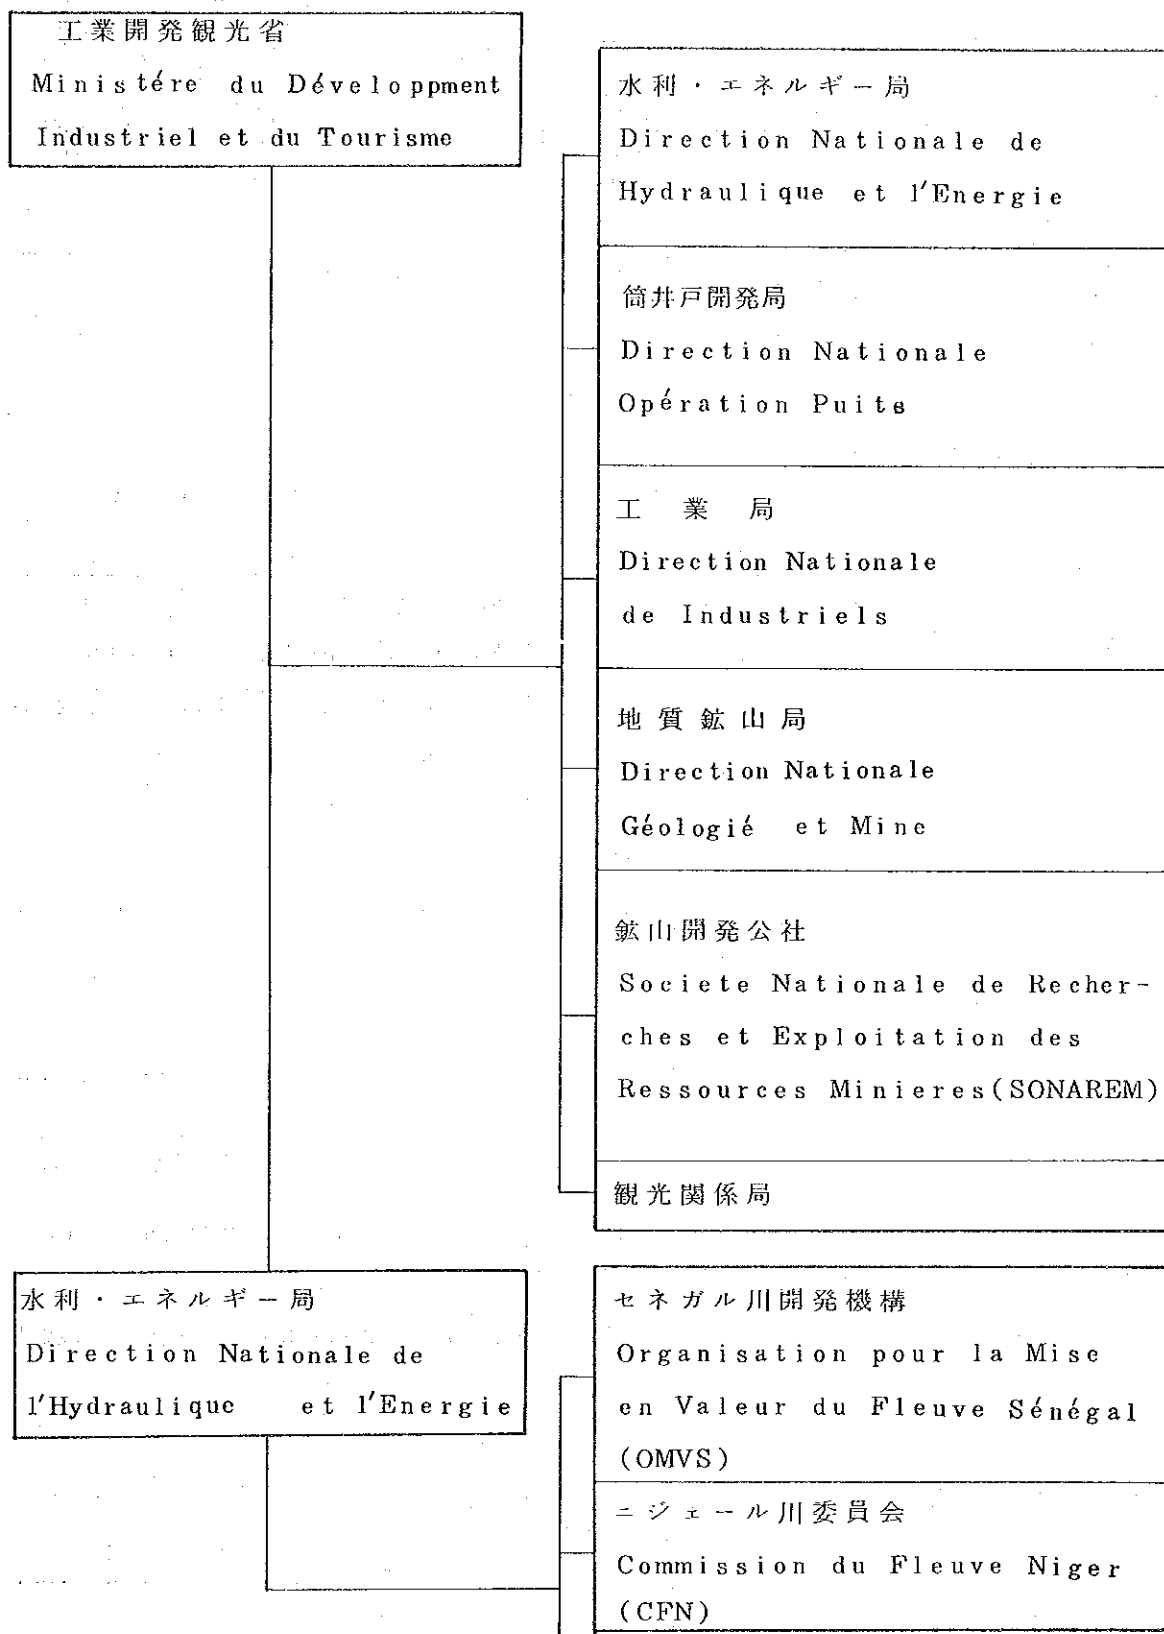 工業開発観光省
Ministére du Développment
Industriel et du Tourisme
水利・エネルギー局
Direction Nationale de
Hydraulique et l'Energie
筒井戸開発局
Direction Nationale
Opération Puits
工業局
Direction Nationale
de Industriels
地質鉱山局
Direction Nationale
Géologié et Mine
鉱山開発公社
Societe Nationale de Recher-
ches et Exploitation des
Ressources Minieres(SONAREM)
観光関係局
水利・エネルギー局
Direction Nationale de
l'Hydraulique et l'Energie
セネガル川開発機構
Organisation pour la Mise
en Valeur du Fleuve Sénégal
(OMVS)
ニジェール川委員会
Commission du Fleuve Niger
(CFN)